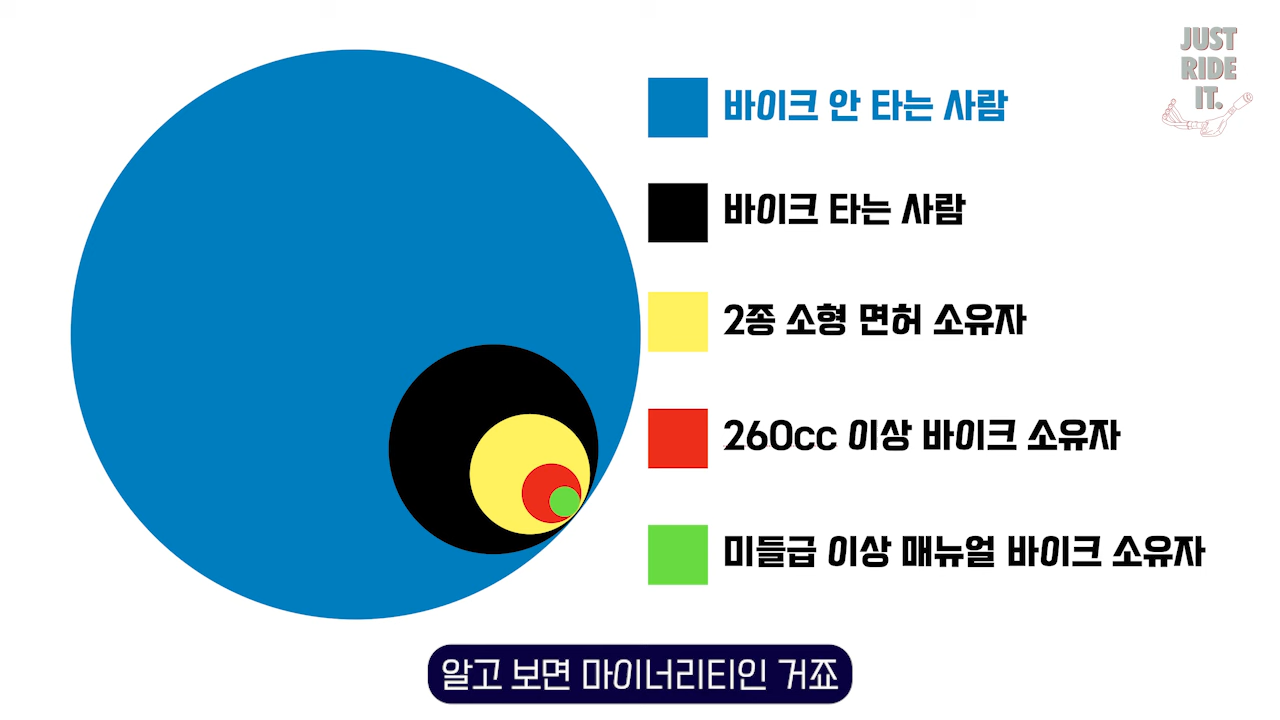 JUST
RIDE
IT.
바이크 안 타는 사람
바이크 타는 사람
2종 소형 면허 소유자
260cc 이상 바이크 소유자
미들급 이상 매뉴얼 바이크 소유자
알고 보면 마이너리티인 거죠